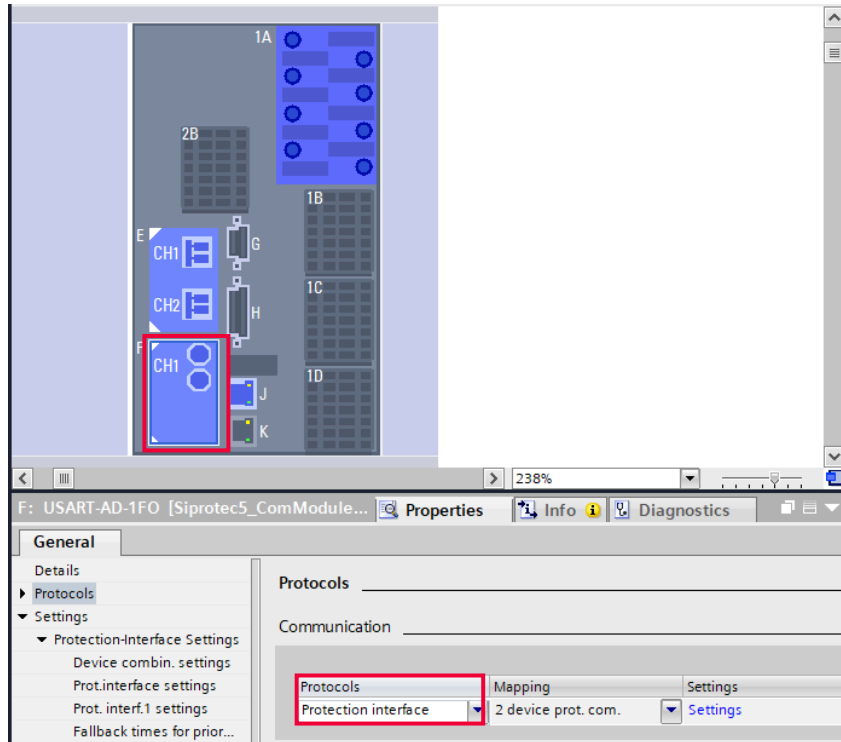 1A
2B
1B
E
CH1
G
1C
CH2
H
F
CH1
1D
J
K
238%
F: USART-AD-1FO [Siprotec5_ComModule... Properties Info Diagnostics
General
Details
Protocols
Protocols
Settings
Communication
Protection-Interface Settings
Device combin. settings
Prot.interface settings
Protocols Mapping Settings
Prot. interf.1 settings
Protection interface 2 device prot. com. Settings
Fallback times for prior...